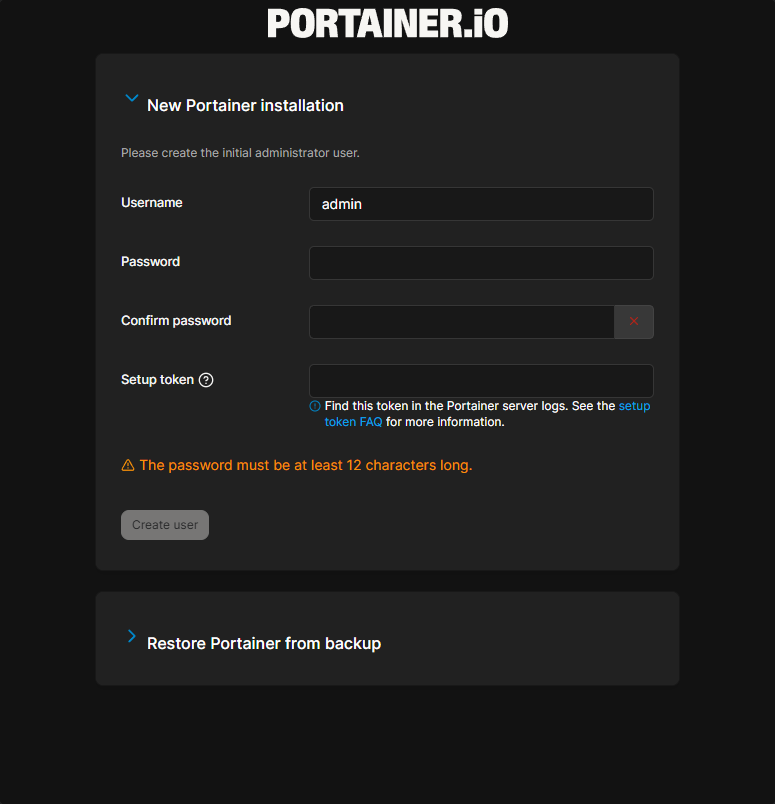 PORTAINER.iO
New Portainer installation
Please create the initial administrator user.
Username
admin
Password
Confirm password
Setup token
Find this token in the Portainer server logs. See the setup
token FAQ for more information.
The password must be at least 12 characters long.
Create user
Restore Portainer from backup